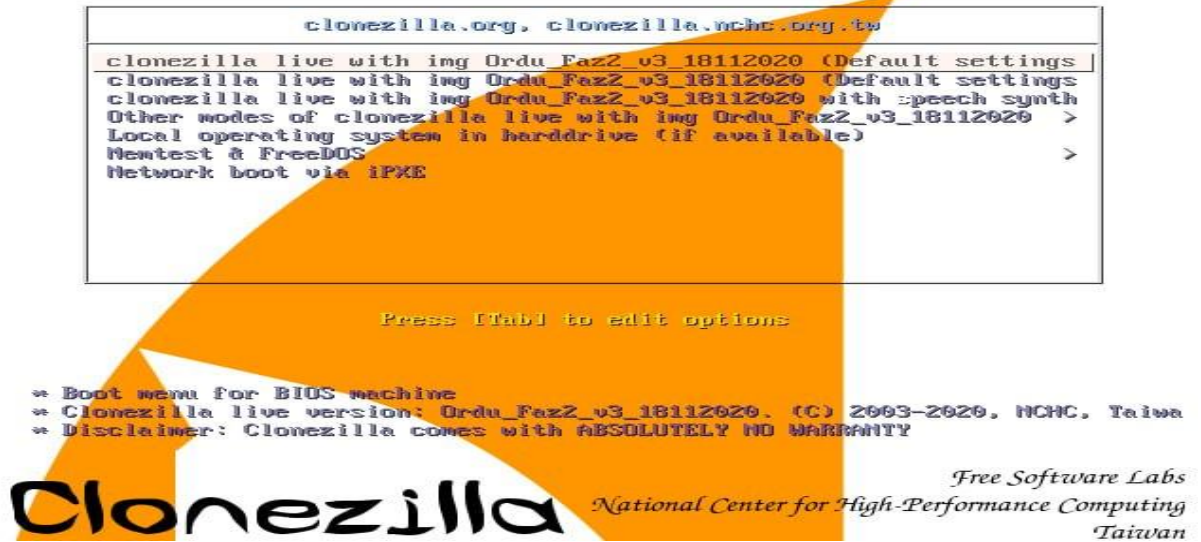 clonezilla.org, clonezilla.nchc.org.tw
clonezilla live with img Ordu_Faz2_v3_18112020 (Default settings
clonezilla live with img Ordu_Faz2_v3_18112020 (Default settings
clonezilla live with img Ordu_Faz2_v3_18112020 with speech synth
Other modes of clonezilla live with img Ordu_Faz2_v3_18112020 >
Local operating system in harddrive (if available)
Memtest & FreeDOS >
Network boot via iPXE
Press [Tab] to edit options
* Boot menu for BIOS machine
* Clonezilla live version: Ordu_Faz2_v3_18112020. (C) 2003-2020, NCHC, Taiwa
* Disclaimer: Clonezilla comes with ABSOLUTELY NO WARRANTY
Clonezilla
Free Software Labs
National Center for High-Performance Computing
Taiwan